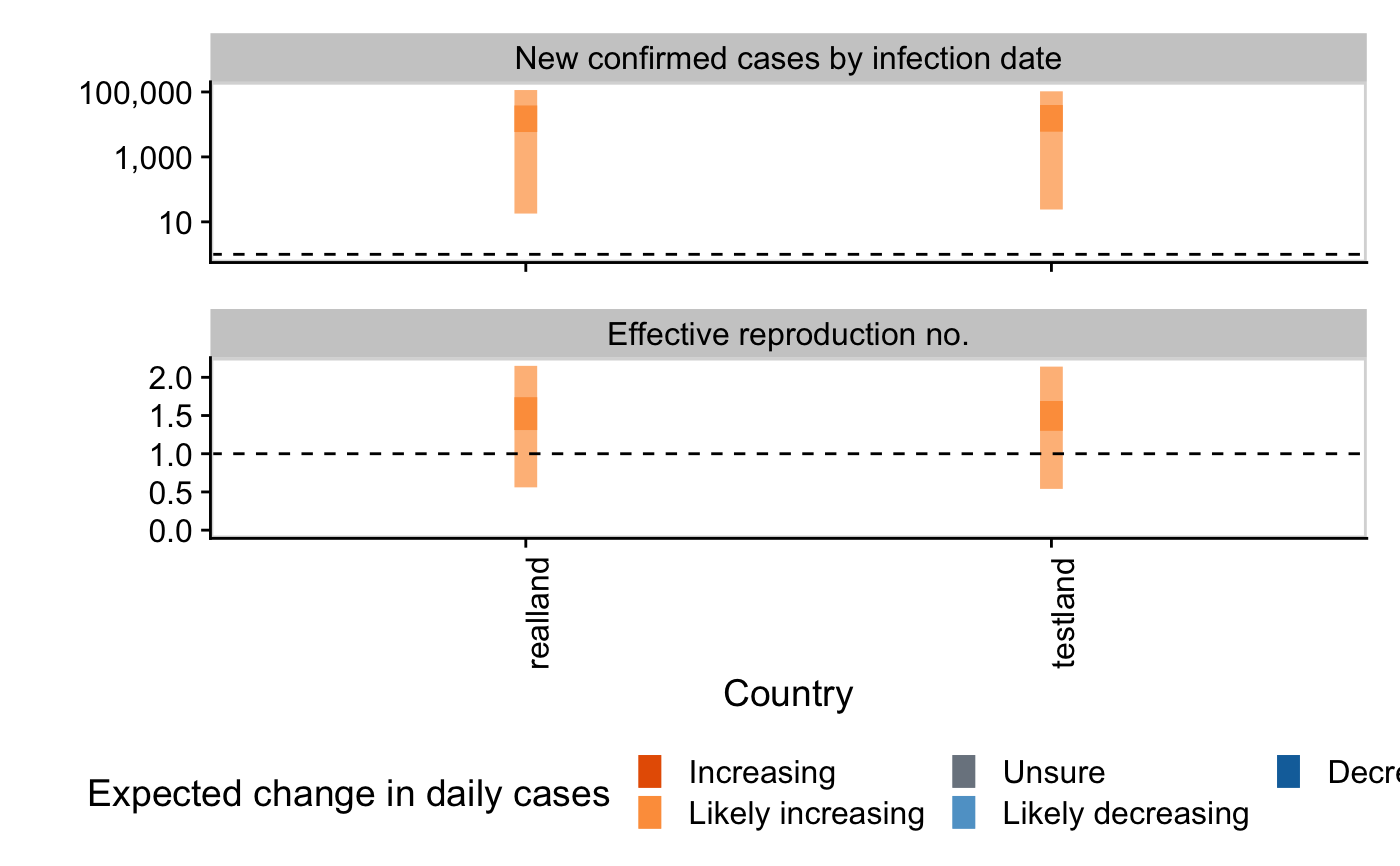 New confirmed cases by infection date
100,000
1,000
10
Effective reproduction no.
2.0
1.5
1.0
0.5
0.0
realland
testland
Country
Expected change in daily cases
Increasing
Unsure
Decre
Likely increasing
Likely decreasing